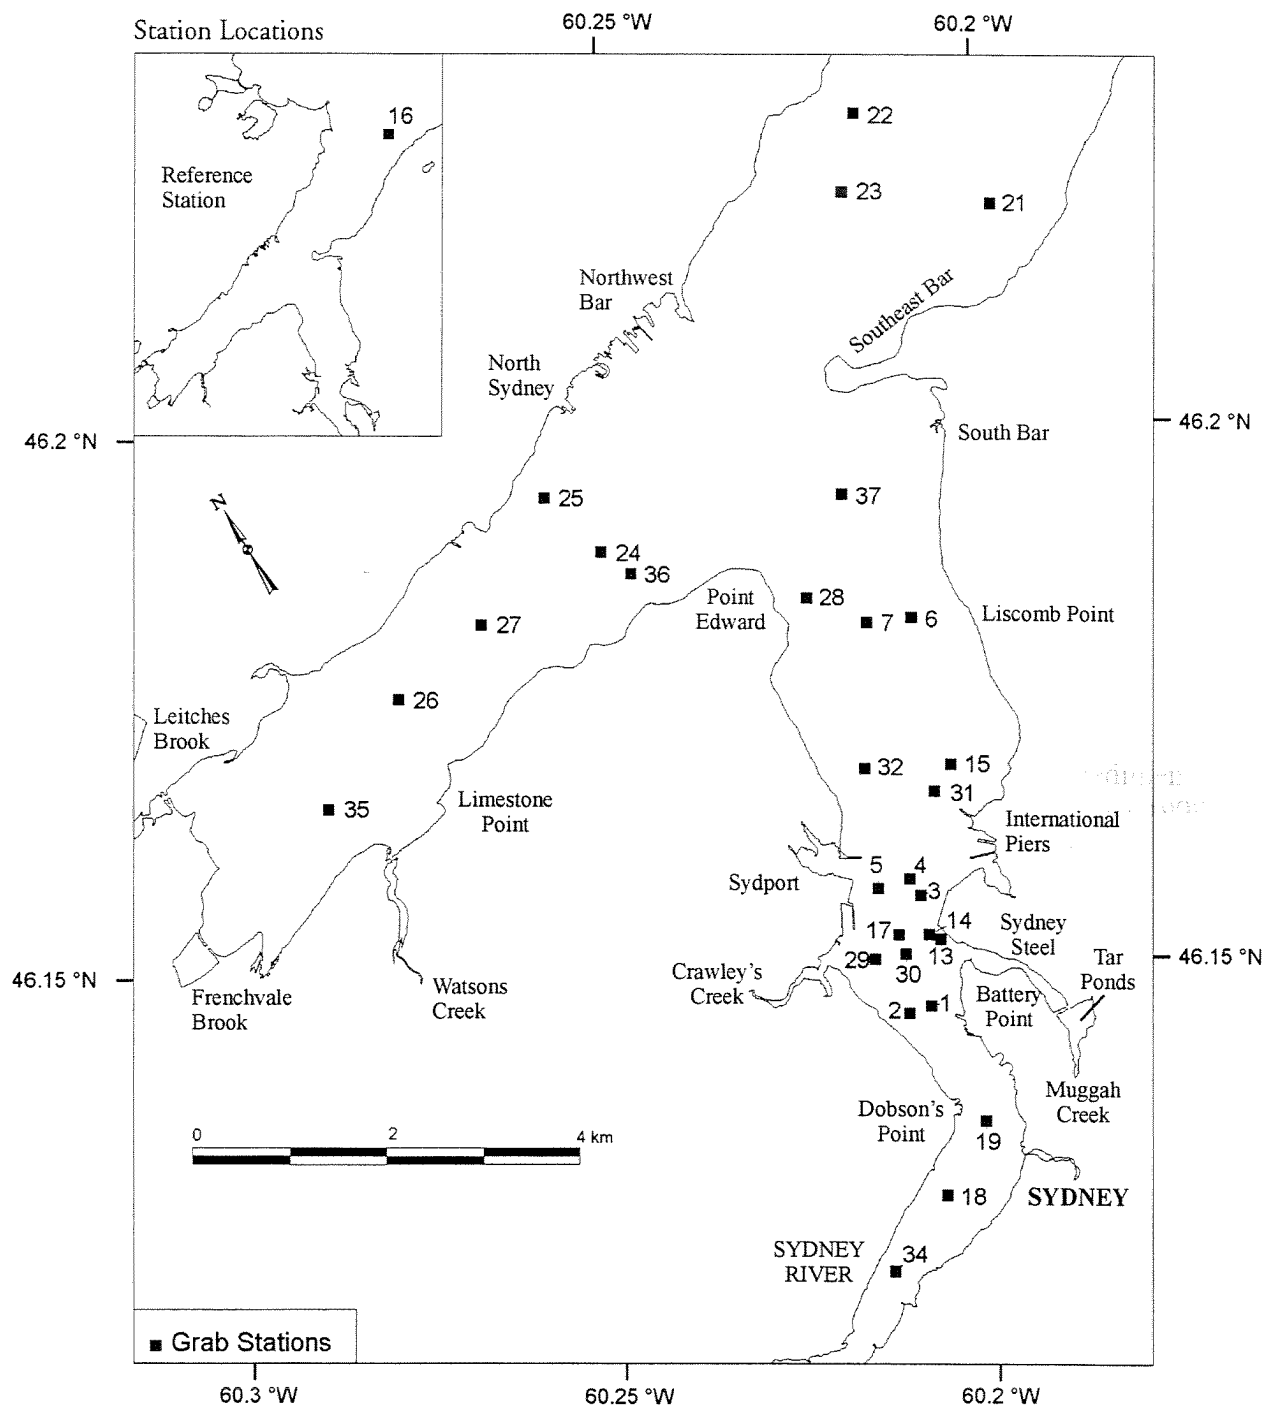 Station Locations
60.25 °W
60.2 °W
16
Reference
Station
22
23
21
Northwest
Bar
Southeast Bar
North
Sydney
46.2 °N
46.2 °N
South Bar
N
25
37
24
36
Point
Edward
28
7
6
Liscomb Point
27
26
Leitches
Brook
32
15
31
35
Limestone
Point
International
Piers
5
4
3
Sydport
17
14
Sydney
Steel
13
29
30
Tar
Ponds
46.15 °N
46.15 °N
Crawley's
Creek
Frenchvale
Brook
Watsons
Creek
Battery
Point
2
1
Muggah
Creek
Dobson's
Point
19
0
2
4 km
18
SYDNEY
SYDNEY
RIVER
34
Grab Stations
60.3 °W
60.25 °W
60.2 °W